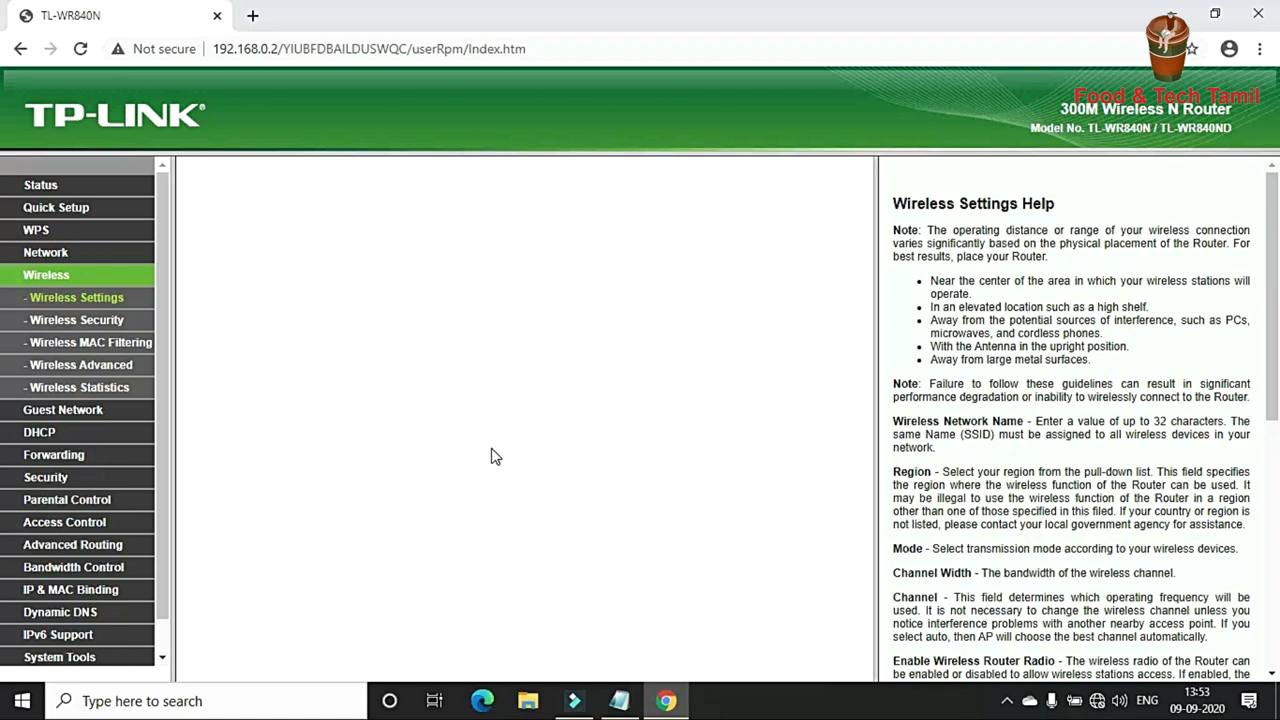 TL-WR840N
Not secure
192.168.0.2/YIUBFDBAILDUSWQC/userRpm/Index.htm
TP-LINK®
Food & Tech Tamil
300M Wireless N Router
Model No. TL-WR840N / TL-WR840ND
Status
Quick Setup
WPS
Network
Wireless
- Wireless Settings
- Wireless Security
- Wireless MAC Filtering
- Wireless Advanced
- Wireless Statistics
Guest Network
DHCP
Forwarding
Security
Parental Control
Access Control
Advanced Routing
Bandwidth Control
IP & MAC Binding
Dynamic DNS
IPv6 Support
System Tools
Wireless Settings Help
Note: The operating distance or range of your wireless connection
varies significantly based on the physical placement of the Router. For
best results, place your Router.
• Near the center of the area in which your wireless stations will
operate.
• In an elevated location such as a high shelf.
• Away from the potential sources of interference, such as PCs,
microwaves, and cordless phones.
• With the Antenna in the upright position.
• Away from large metal surfaces.
Note: Failure to follow these guidelines can result in significant
performance degradation or inability to wirelessly connect to the Router.
Wireless Network Name - Enter a value of up to 32 characters. The
same Name (SSID) must be assigned to all wireless devices in your
network.
Region - Select your region from the pull-down list. This field specifies
the region where the wireless function of the Router can be used. It
may be illegal to use the wireless function of the Router in a region
other than one of those specified in this filed. If your country or region is
not listed, please contact your local government agency for assistance.
Mode - Select transmission mode according to your wireless devices.
Channel Width - The bandwidth of the wireless channel.
Channel - This field determines which operating frequency will be
used. It is not necessary to change the wireless channel unless you
notice interference problems with another nearby access point. If you
select auto, then AP will choose the best channel automatically.
Enable Wireless Router Radio - The wireless radio of the Router can
be enabled or disabled to allow wireless stations access. If enabled, the
Type here to search
ENG
13:53
09-09-2020